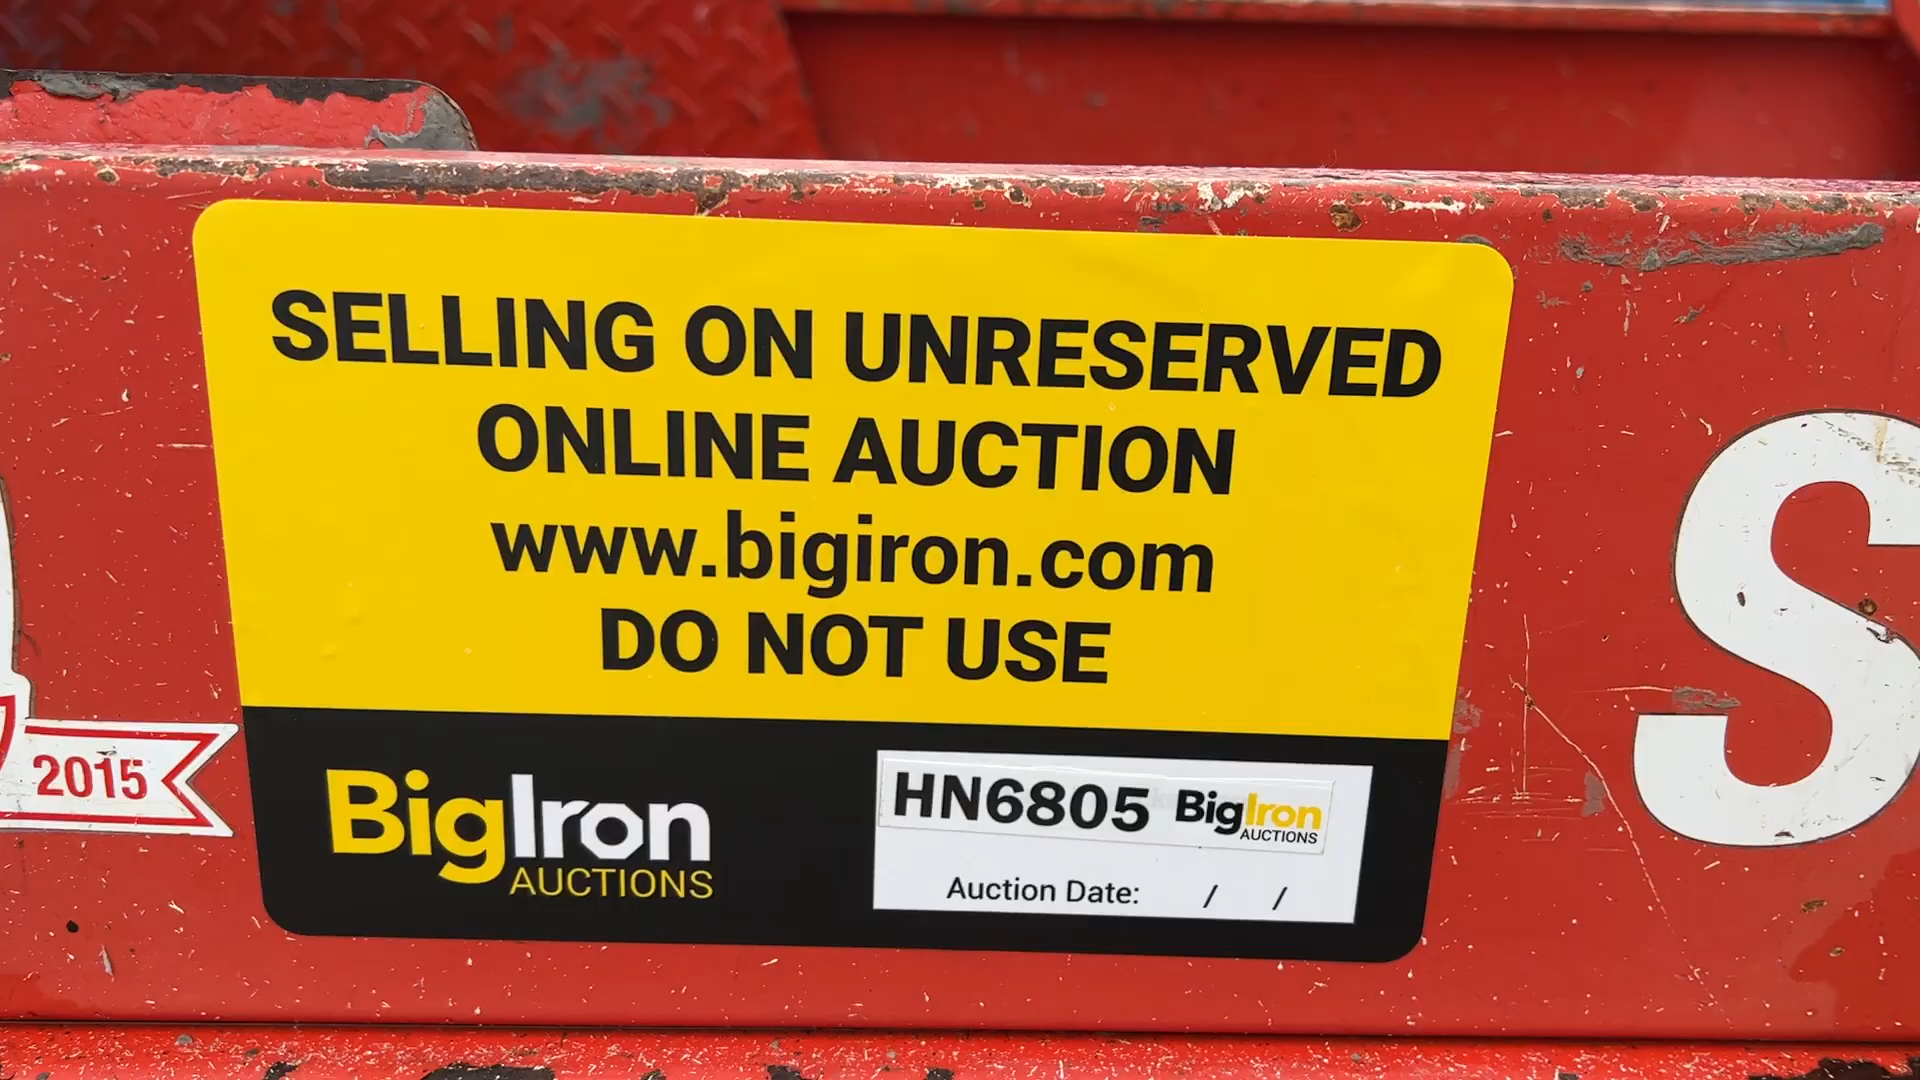 SELLING ON UNRESERVED
ONLINE AUCTION
www.bigiron.com
DO NOT USE
2015
BigIron
AUCTIONS
HN6805 BigIron
AUCTIONS
Auction Date: / /
S